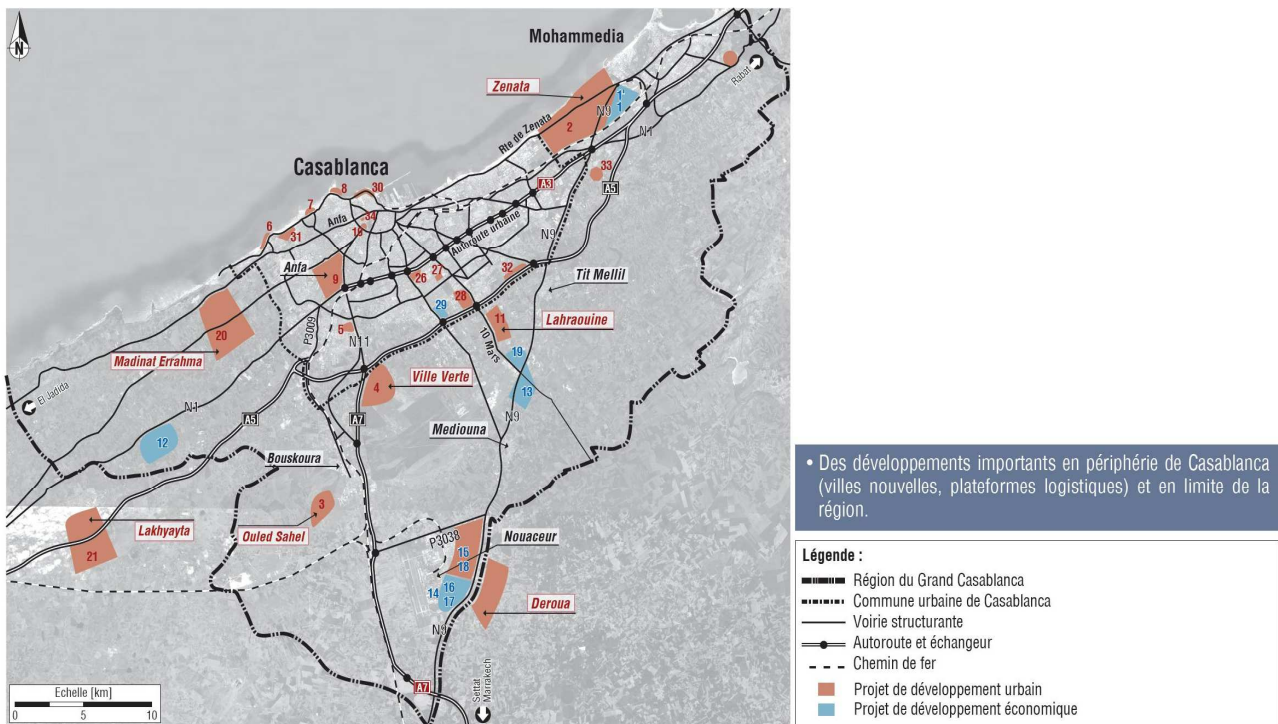 N
Mohammedia
Zenata
Rabat
1'
1
N9
2
N1
Rte de Zenata
Casablanca
33
A3
A5
8
30
7
Anfa
34
6
31
Autoroute urbaine
N9
Anfa
9
26
27
32
Tit Mellil
28
29
11
Lahraouine
20
5
P3009
N11
10 Mars
19
Madinat Errahma
4
Ville Verte
13
El Jadida
N1
A5
A7
N9
12
Mediouna
Bouskoura
3
Lakhyayta
Ouled Sahel
21
P3038
15
18
Nouaceur
14
16
17
Deroua
N9
A7
Settat
Marrakech
Echelle [km]
0 5 10
• Des développements importants en périphérie de Casablanca
(villes nouvelles, plateformes logistiques) et en limite de la
région.
Légende :
Région du Grand Casablanca
Commune urbaine de Casablanca
Voirie structurante
Autoroute et échangeur
Chemin de fer
Projet de développement urbain
Projet de développement économique